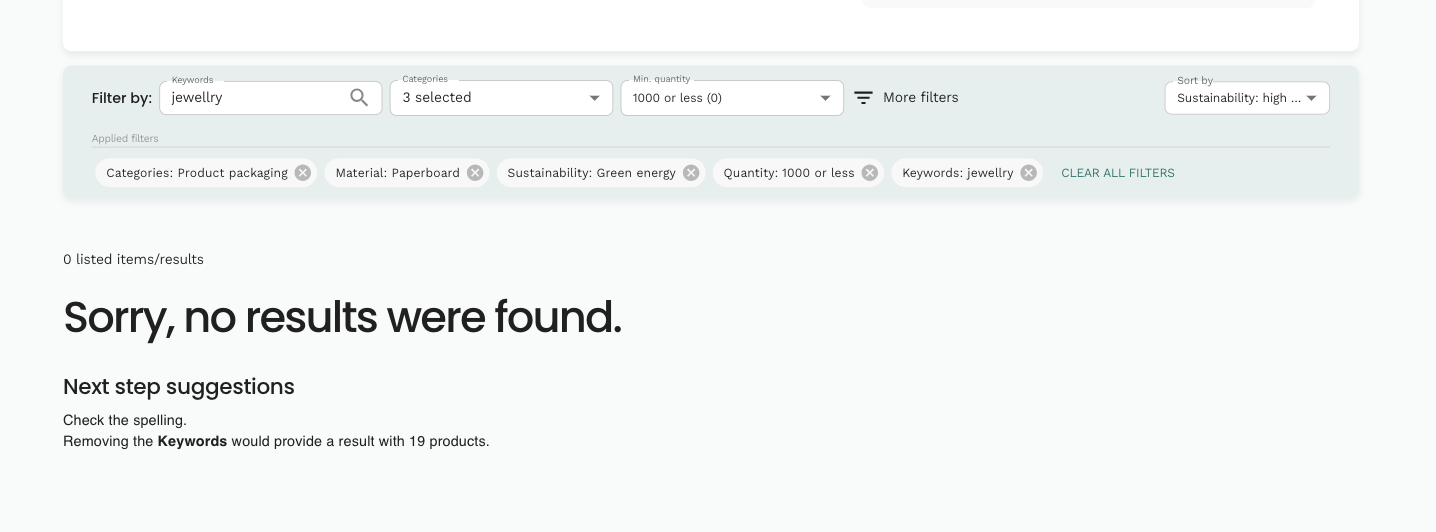 Keywords Categories Min. quantity Sort by
Filter by: jewellry 3 selected 1000 or less (0) More filters Sustainability: high ...
Applied filters
Categories: Product packaging Material: Paperboard Sustainability: Green energy Quantity: 1000 or less Keywords: jewellry CLEAR ALL FILTERS
0 listed items/results
Sorry, no results were found.
Next step suggestions
Check the spelling.
Removing the Keywords would provide a result with 19 products.